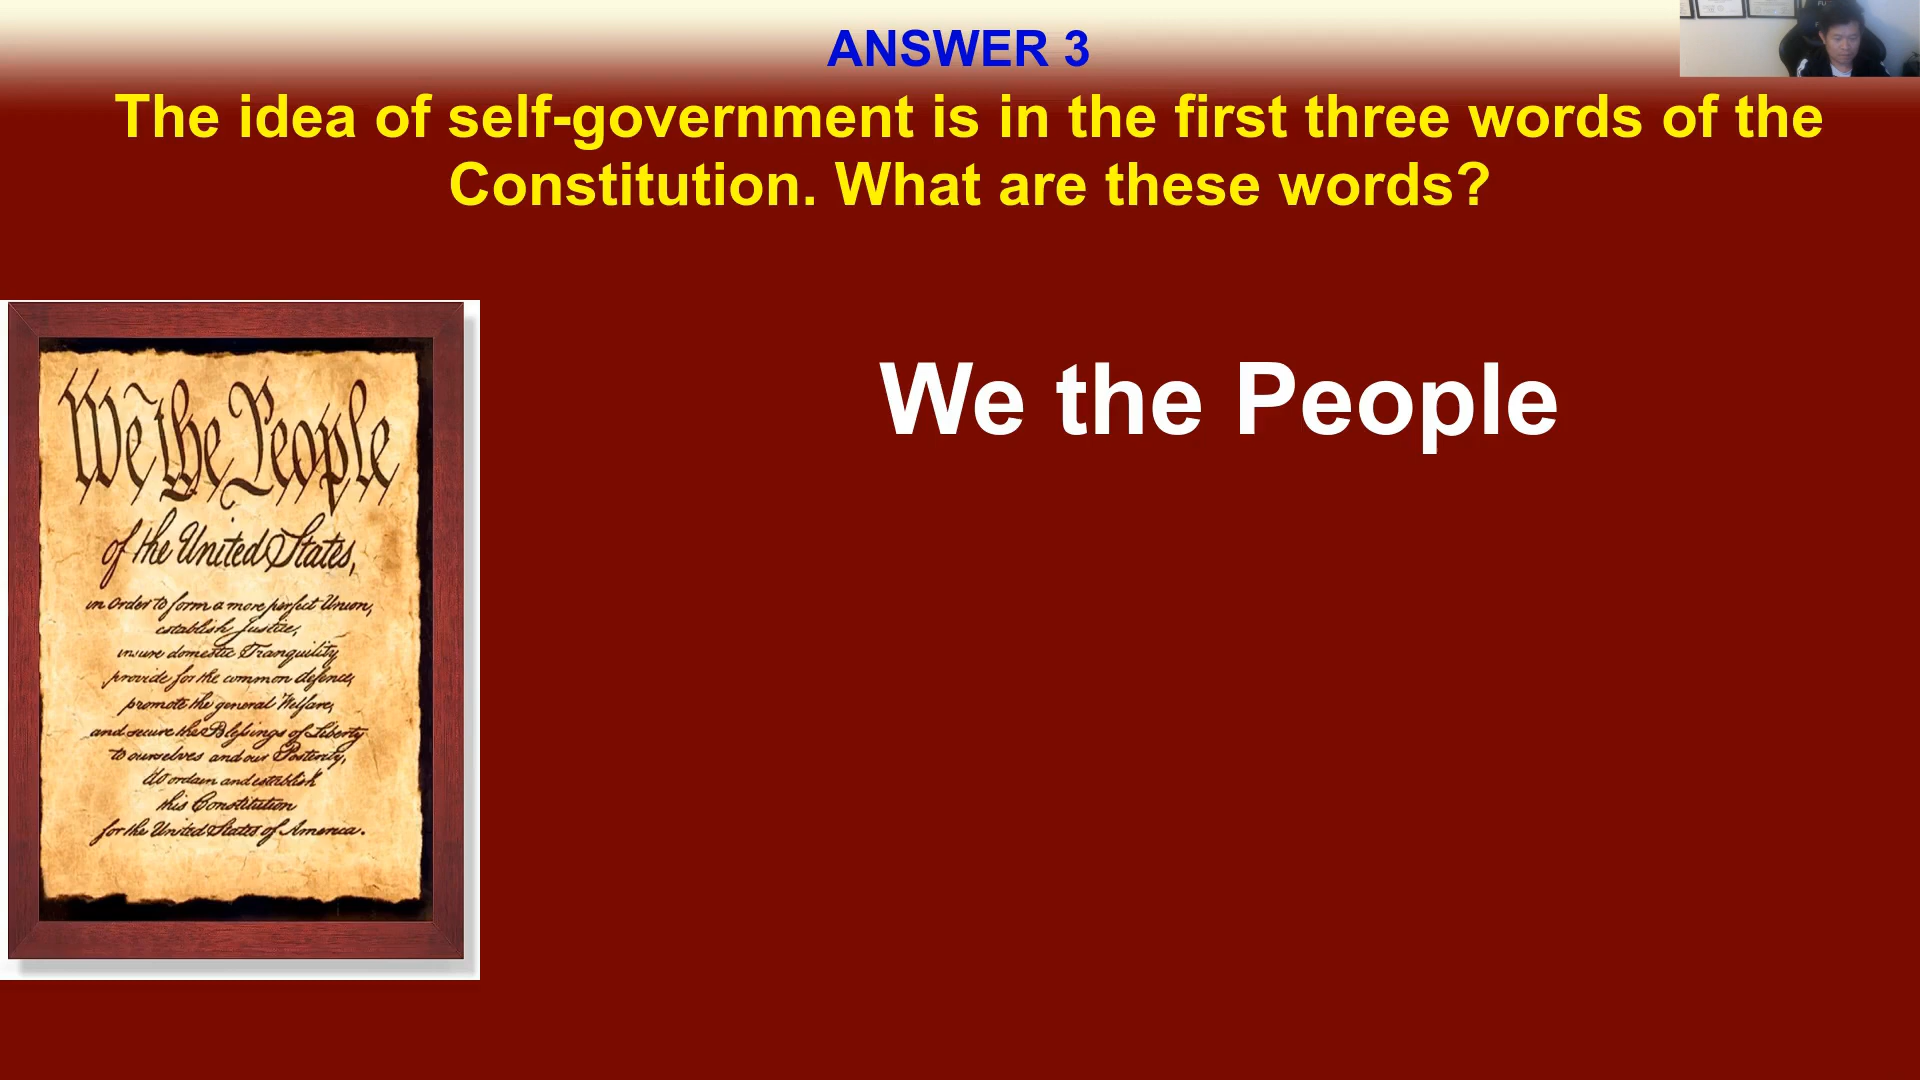 ANSWER 3
The idea of self-government is in the first three words of the
Constitution. What are these words?
We the People
We the People
of the United States,
in Order to form a more perfect Union,
establish Justice,
insure domestic Tranquility
provide for the common defence,
promote the general Welfare,
and secure the Blessings of Liberty
to ourselves and our Posterity,
do ordain and establish
this Constitution
for the United States of America.